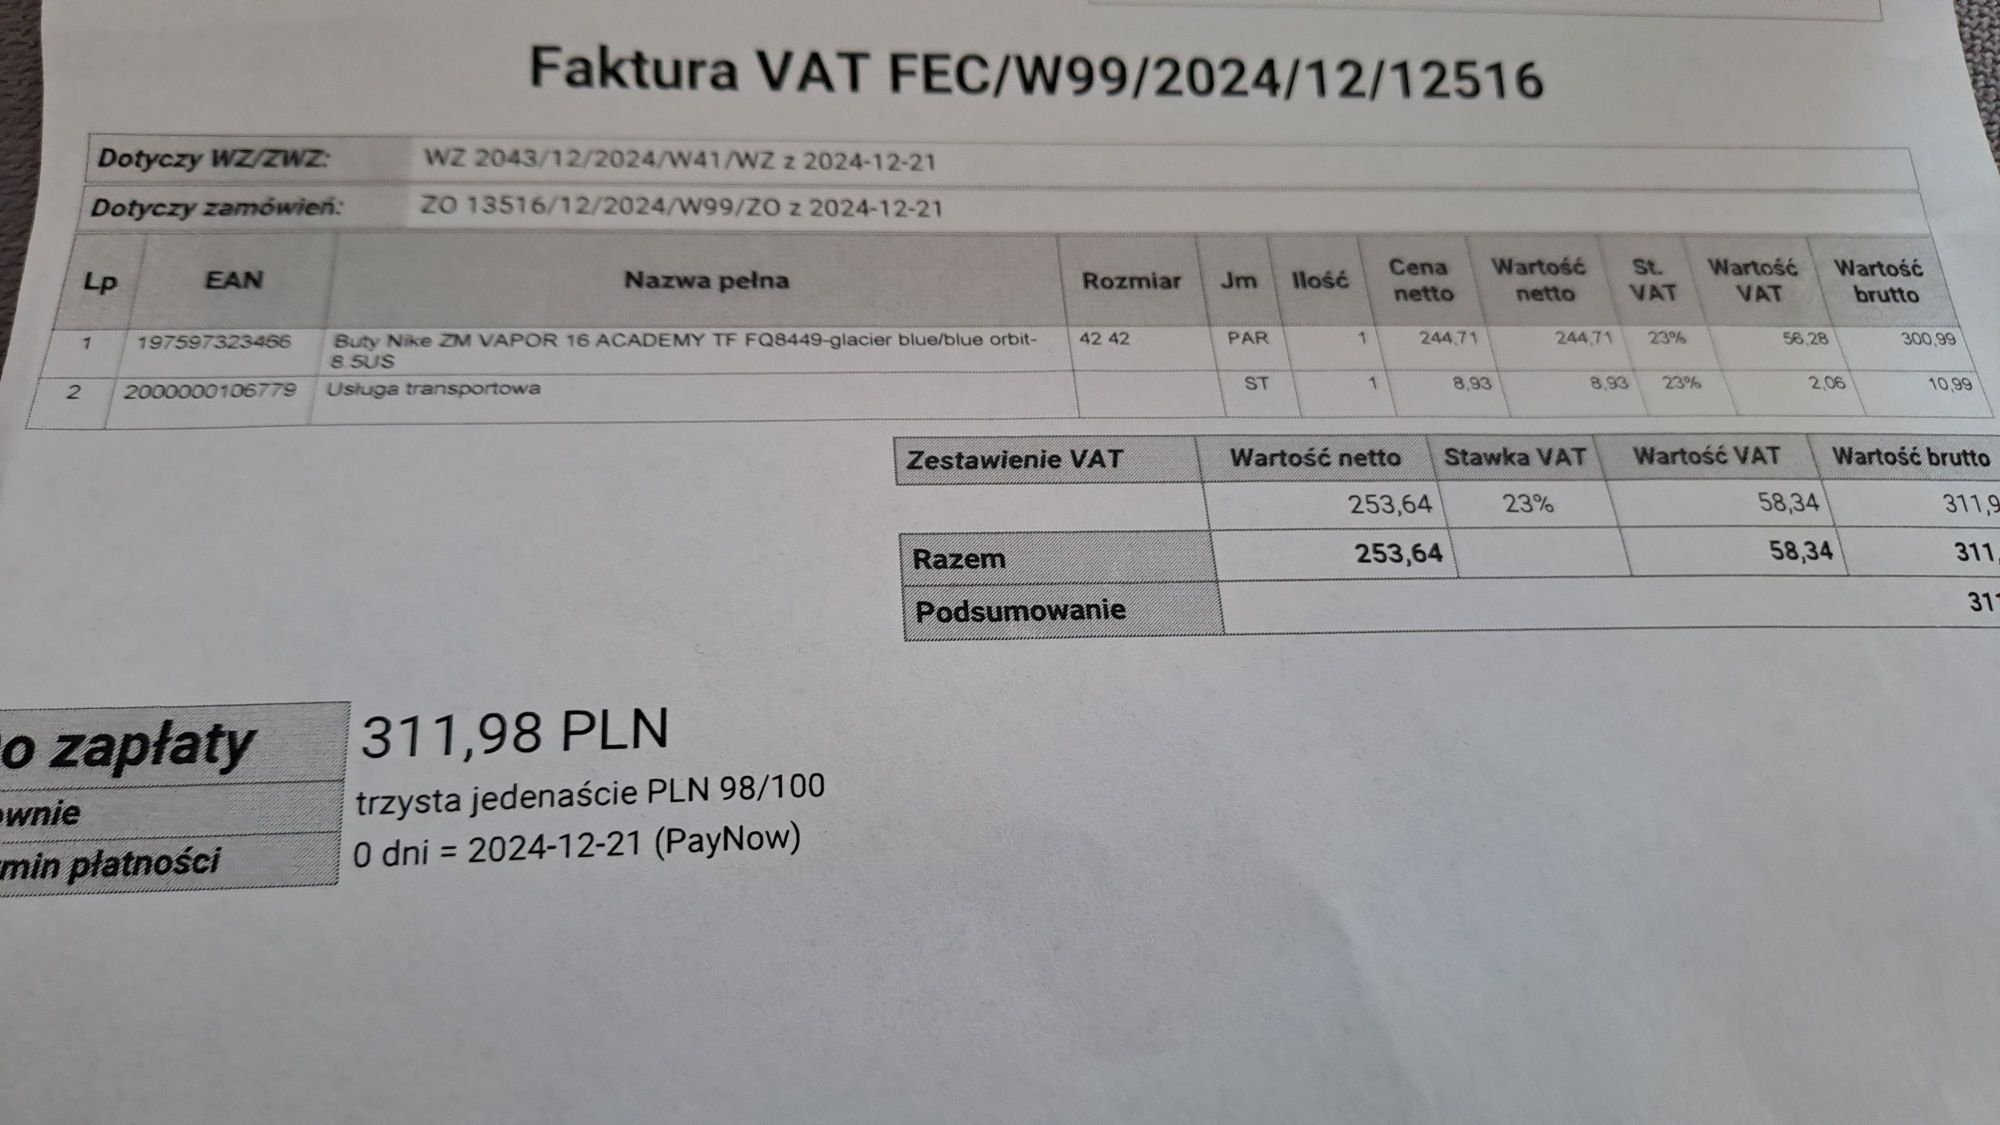 Faktura VAT FEC/W99/2024/12/12516
Dotyczy WZ/ZWZ: WZ 2043/12/2024/W41/WZ z 2024-12-21
Dotyczy zamówień: ZO 13516/12/2024/W99/ZO z 2024-12-21
Lp EAN Nazwa pełna Rozmiar Jm Ilość Cena netto Wartość netto St. VAT Wartość VAT Wartość brutto
1 197597323466 Buty Nike ZM VAPOR 16 ACADEMY TF FQ8449-glacier blue/blue orbit- 42 42 PAR 1 244,71 244,71 23% 56,28 300,99
8.5US
2 2000000106779 Usługa transportowa ST 1 8,93 8,93 23% 2,06 10,99
Zestawienie VAT Wartość netto Stawka VAT Wartość VAT Wartość brutto
253,64 23% 58,34 311,9
Razem 253,64 58,34 311,
Podsumowanie 311
o zapłaty 311,98 PLN
ownie trzysta jedenaście PLN 98/100
min płatności 0 dni = 2024-12-21 (PayNow)